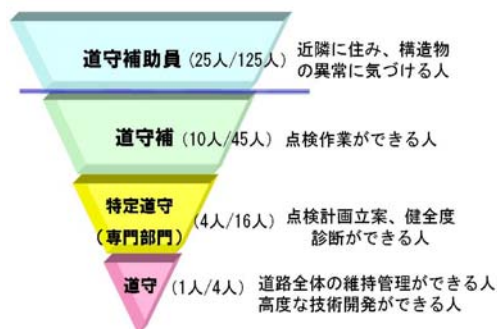 道守補助員 (25人/125人) 近隣に住み、構造物
の異常に気づける人
道守補 (10人/45人) 点検作業ができる人
特定道守
(専門部門) (4人/16人) 点検計画立案、健全度
診断ができる人
道守 (1人/4人) 道路全体の維持管理ができる人
高度な技術開発ができる人